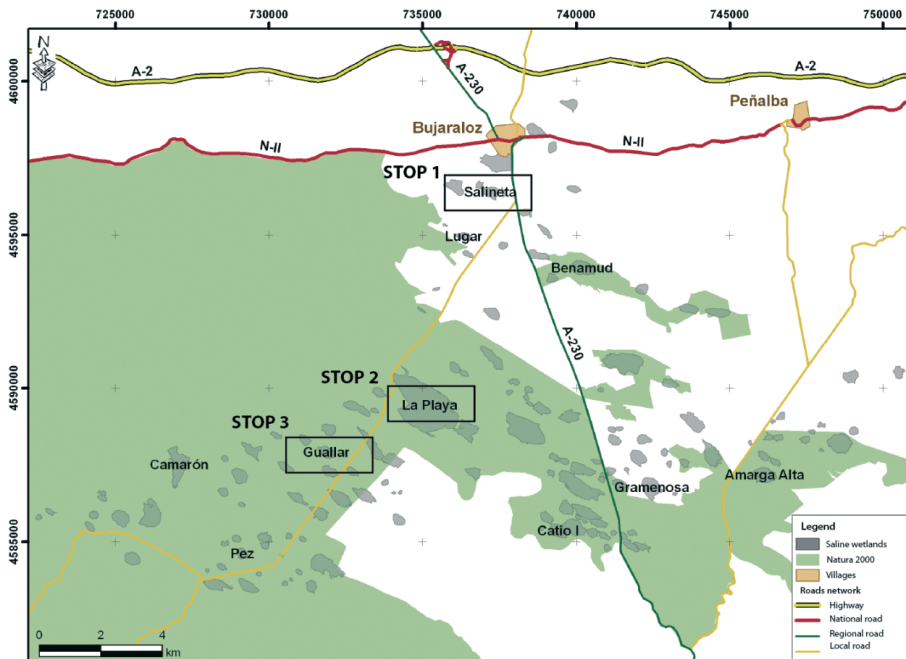 725000
730000
735000
740000
745000
750000
N
4600000
4595000
4590000
4585000
A-2
A-2
A-230
Peñalba
Bujaraloz
N-II
N-II
STOP 1
Salineta
Lugar
Benamud
A-230
STOP 2
La Playa
STOP 3
Guallar
Camarón
Amarga Alta
Gramenosa
Catio I
Pez
Legend
Saline wetlands
Natura 2000
Villages
Roads network
Highway
National road
Regional road
Local road
0 2 4
km